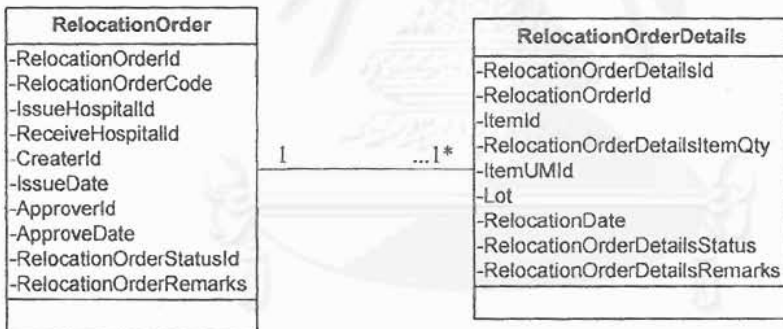 RelocationOrder
-RelocationOrderId
-RelocationOrderCode
-IssueHospitalId
-ReceiveHospitalId
-CreaterId
-IssueDate
-ApproverId
-ApproveDate
-RelocationOrderStatusId
-RelocationOrderRemarks
1
...1*
RelocationOrderDetails
-RelocationOrderDetailsId
-RelocationOrderId
-ItemId
-RelocationOrderDetailsItemQty
-ItemUMId
-Lot
-RelocationDate
-RelocationOrderDetailsStatus
-RelocationOrderDetailsRemarks